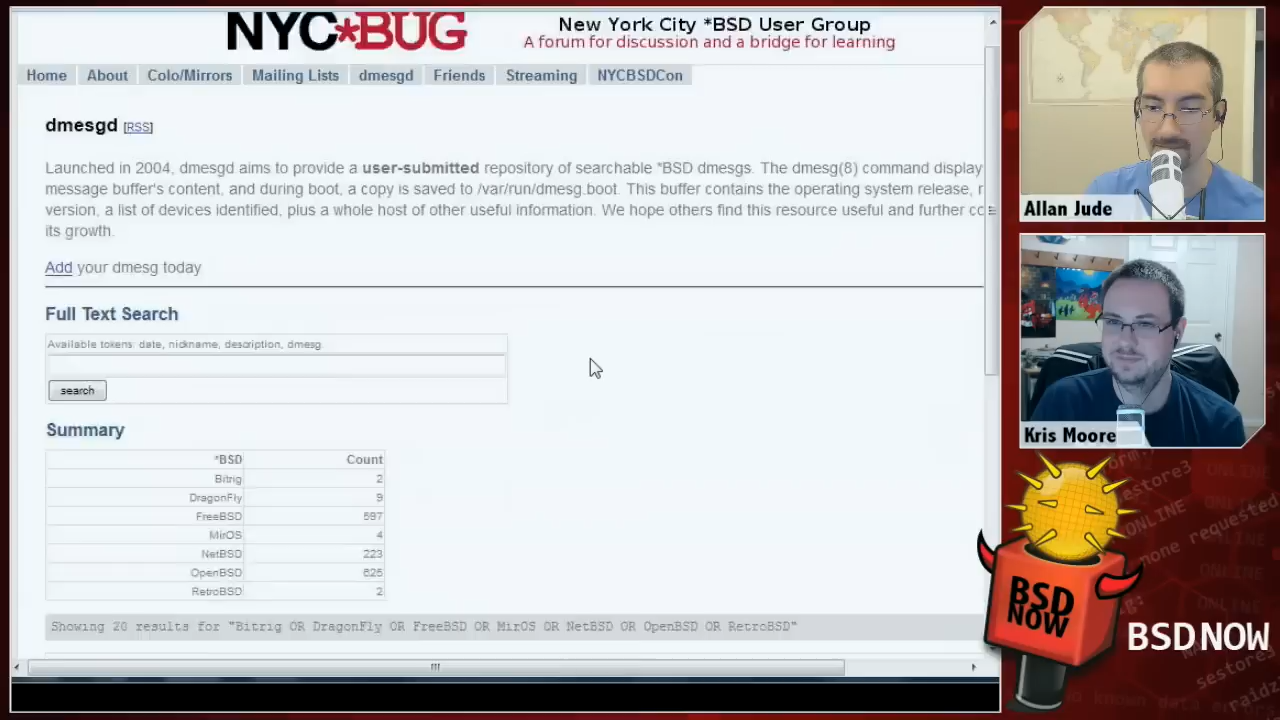 NYC*BUG
New York City *BSD User Group
A forum for discussion and a bridge for learning
Home About Colo/Mirrors Mailing Lists dmesgd Friends Streaming NYCBSDCon
dmesgd [RSS]
Launched in 2004, dmesgd aims to provide a user-submitted repository of searchable *BSD dmesgs. The dmesg(8) command display
message buffer's content, and during boot, a copy is saved to /var/run/dmesg.boot. This buffer contains the operating system release, r
version, a list of devices identified, plus a whole host of other useful information. We hope others find this resource useful and further co
its growth.
Add your dmesg today
Full Text Search
Available tokens: date, nickname, description, dmesg.
search
Summary
*BSD Count
Bitrig 2
DragonFly 9
FreeBSD 597
MirOS 4
NetBSD 223
OpenBSD 625
RetroBSD 2
Showing 20 results for "Bitrig OR DragonFly OR FreeBSD OR MirOS OR NetBSD OR OpenBSD OR RetroBSD"
Allan Jude
Kris Moore
BSD
NOW
BSD NOW
estore3
ONLINE
none requested
ONLINE
ONLINE
ONLINE